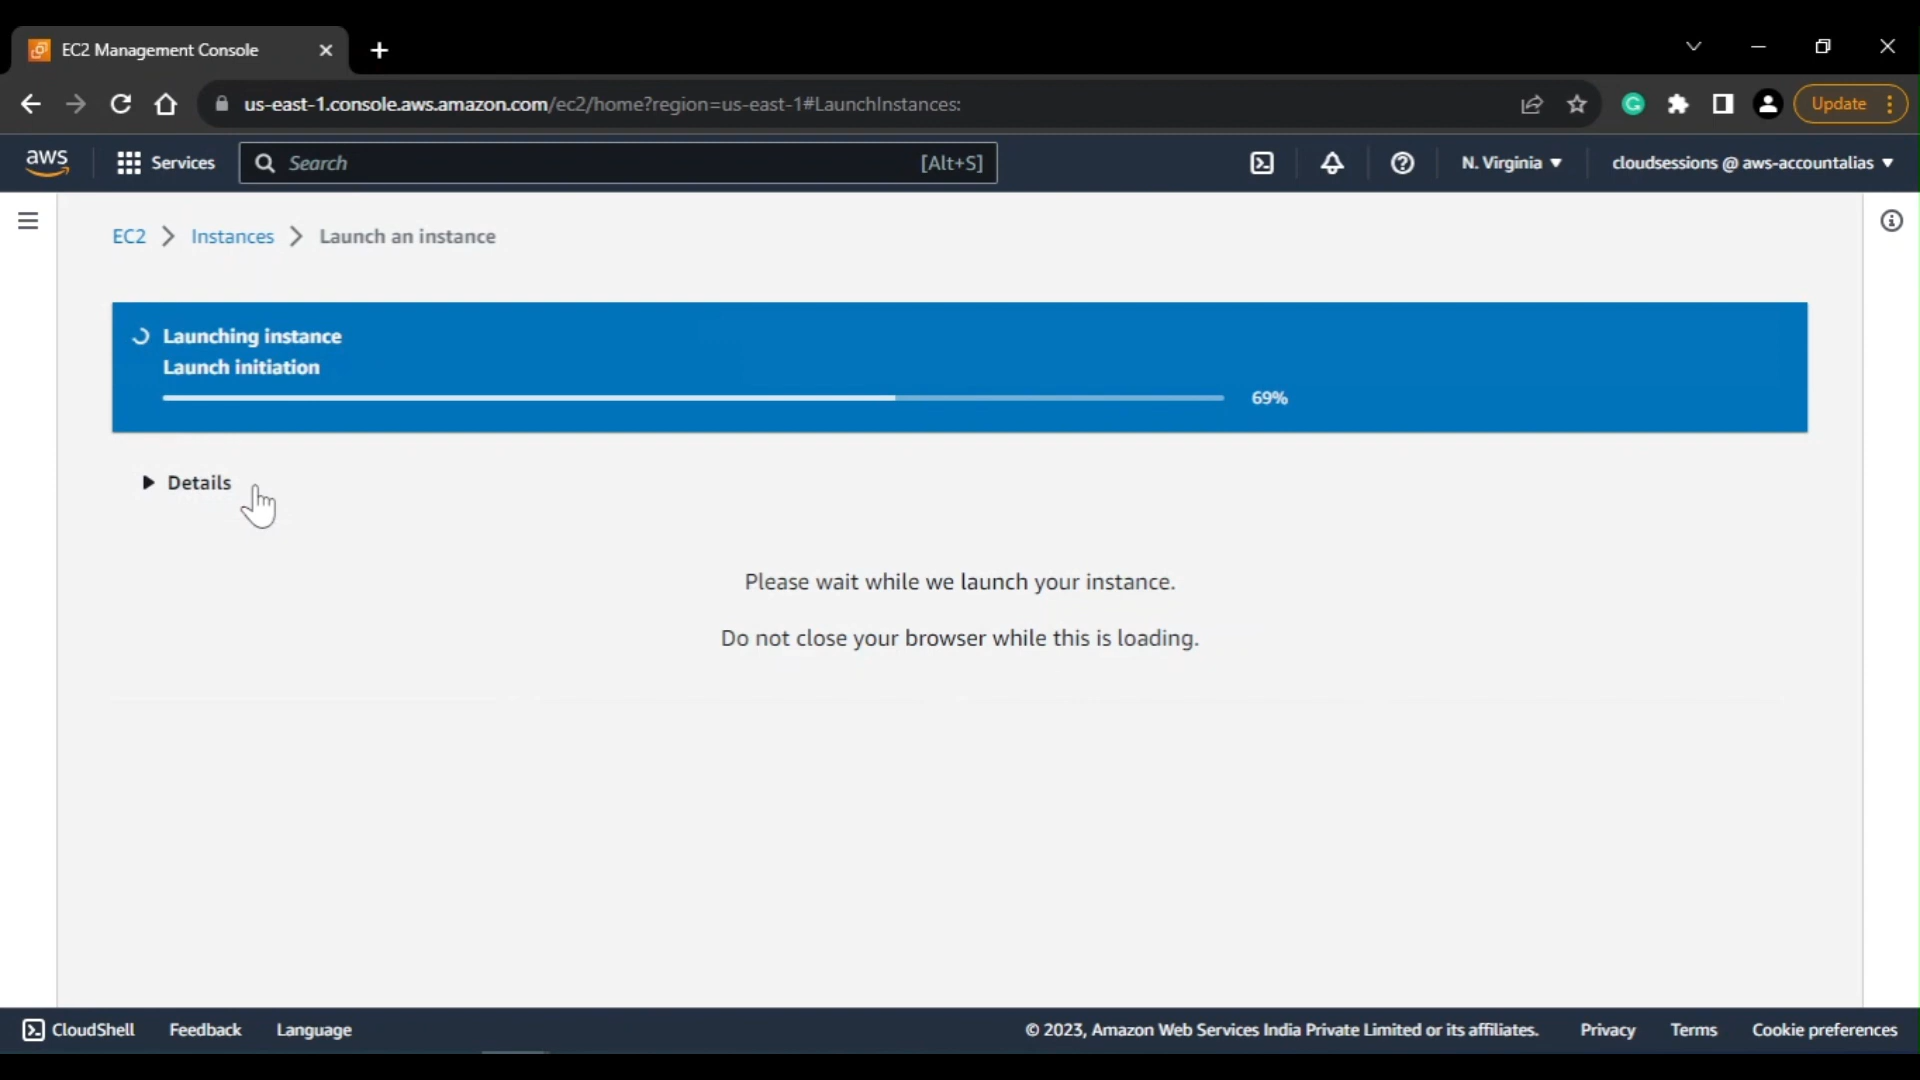 EC2 Management Console
us-east-1.console.aws.amazon.com/ec2/home?region=us-east-1#LaunchInstances:
Update
aws
Services
Search
[Alt+S]
N. Virginia
cloudsessions @ aws-accountalias
EC2
Instances
Launch an instance
Launching instance
Launch initiation
69%
Details
Please wait while we launch your instance.
Do not close your browser while this is loading.
CloudShell
Feedback
Language
© 2023, Amazon Web Services India Private Limited or its affiliates.
Privacy
Terms
Cookie preferences